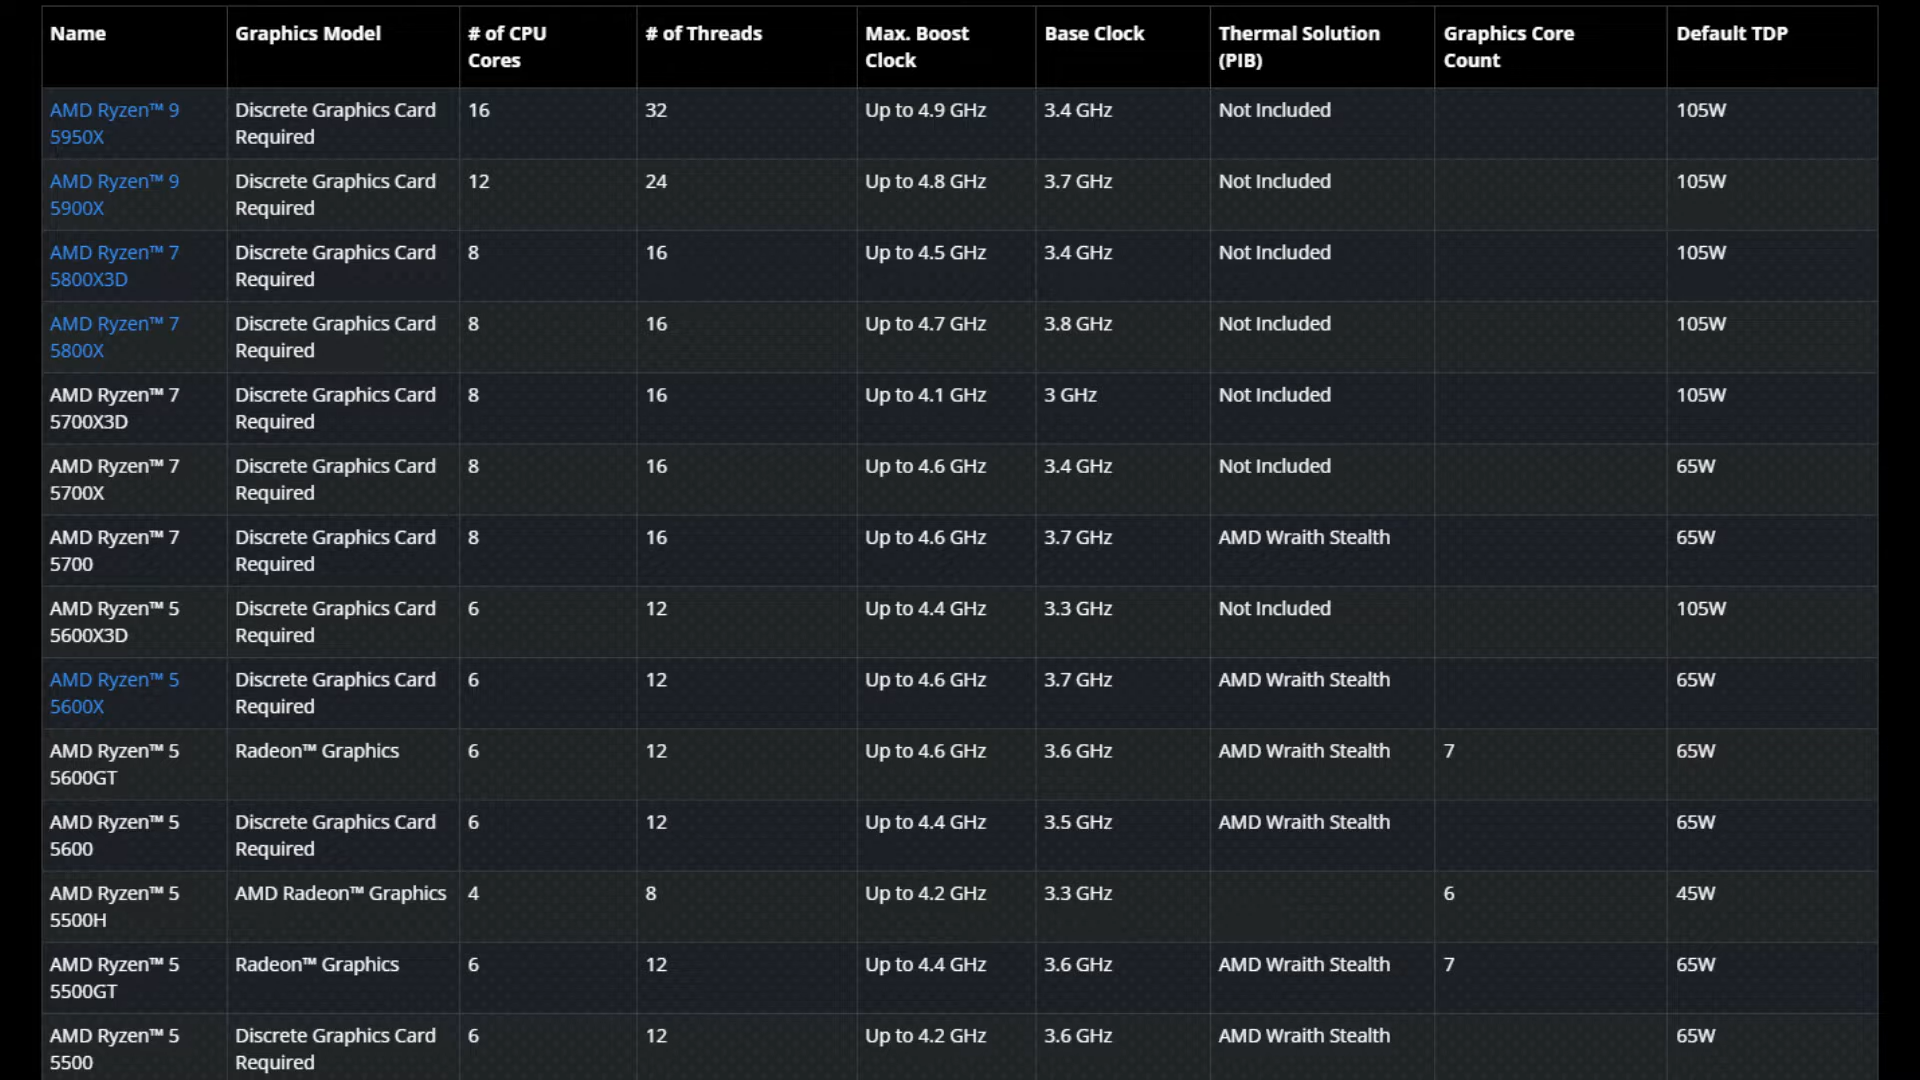 Name Graphics Model # of CPU Cores # of Threads Max. Boost Clock Base Clock Thermal Solution (PIB) Graphics Core Count Default TDP
AMD Ryzen™ 9 5950X Discrete Graphics Card Required 16 32 Up to 4.9 GHz 3.4 GHz Not Included 105W
AMD Ryzen™ 9 5900X Discrete Graphics Card Required 12 24 Up to 4.8 GHz 3.7 GHz Not Included 105W
AMD Ryzen™ 7 5800X3D Discrete Graphics Card Required 8 16 Up to 4.5 GHz 3.4 GHz Not Included 105W
AMD Ryzen™ 7 5800X Discrete Graphics Card Required 8 16 Up to 4.7 GHz 3.8 GHz Not Included 105W
AMD Ryzen™ 7 5700X3D Discrete Graphics Card Required 8 16 Up to 4.1 GHz 3 GHz Not Included 105W
AMD Ryzen™ 7 5700X Discrete Graphics Card Required 8 16 Up to 4.6 GHz 3.4 GHz Not Included 65W
AMD Ryzen™ 7 5700 Discrete Graphics Card Required 8 16 Up to 4.6 GHz 3.7 GHz AMD Wraith Stealth 65W
AMD Ryzen™ 5 5600X3D Discrete Graphics Card Required 6 12 Up to 4.4 GHz 3.3 GHz Not Included 105W
AMD Ryzen™ 5 5600X Discrete Graphics Card Required 6 12 Up to 4.6 GHz 3.7 GHz AMD Wraith Stealth 65W
AMD Ryzen™ 5 5600GT Radeon™ Graphics 6 12 Up to 4.6 GHz 3.6 GHz AMD Wraith Stealth 7 65W
AMD Ryzen™ 5 5600 Discrete Graphics Card Required 6 12 Up to 4.4 GHz 3.5 GHz AMD Wraith Stealth 65W
AMD Ryzen™ 5 5500H AMD Radeon™ Graphics 4 8 Up to 4.2 GHz 3.3 GHz 6 45W
AMD Ryzen™ 5 5500GT Radeon™ Graphics 6 12 Up to 4.4 GHz 3.6 GHz AMD Wraith Stealth 7 65W
AMD Ryzen™ 5 5500 Discrete Graphics Card Required 6 12 Up to 4.2 GHz 3.6 GHz AMD Wraith Stealth 65W